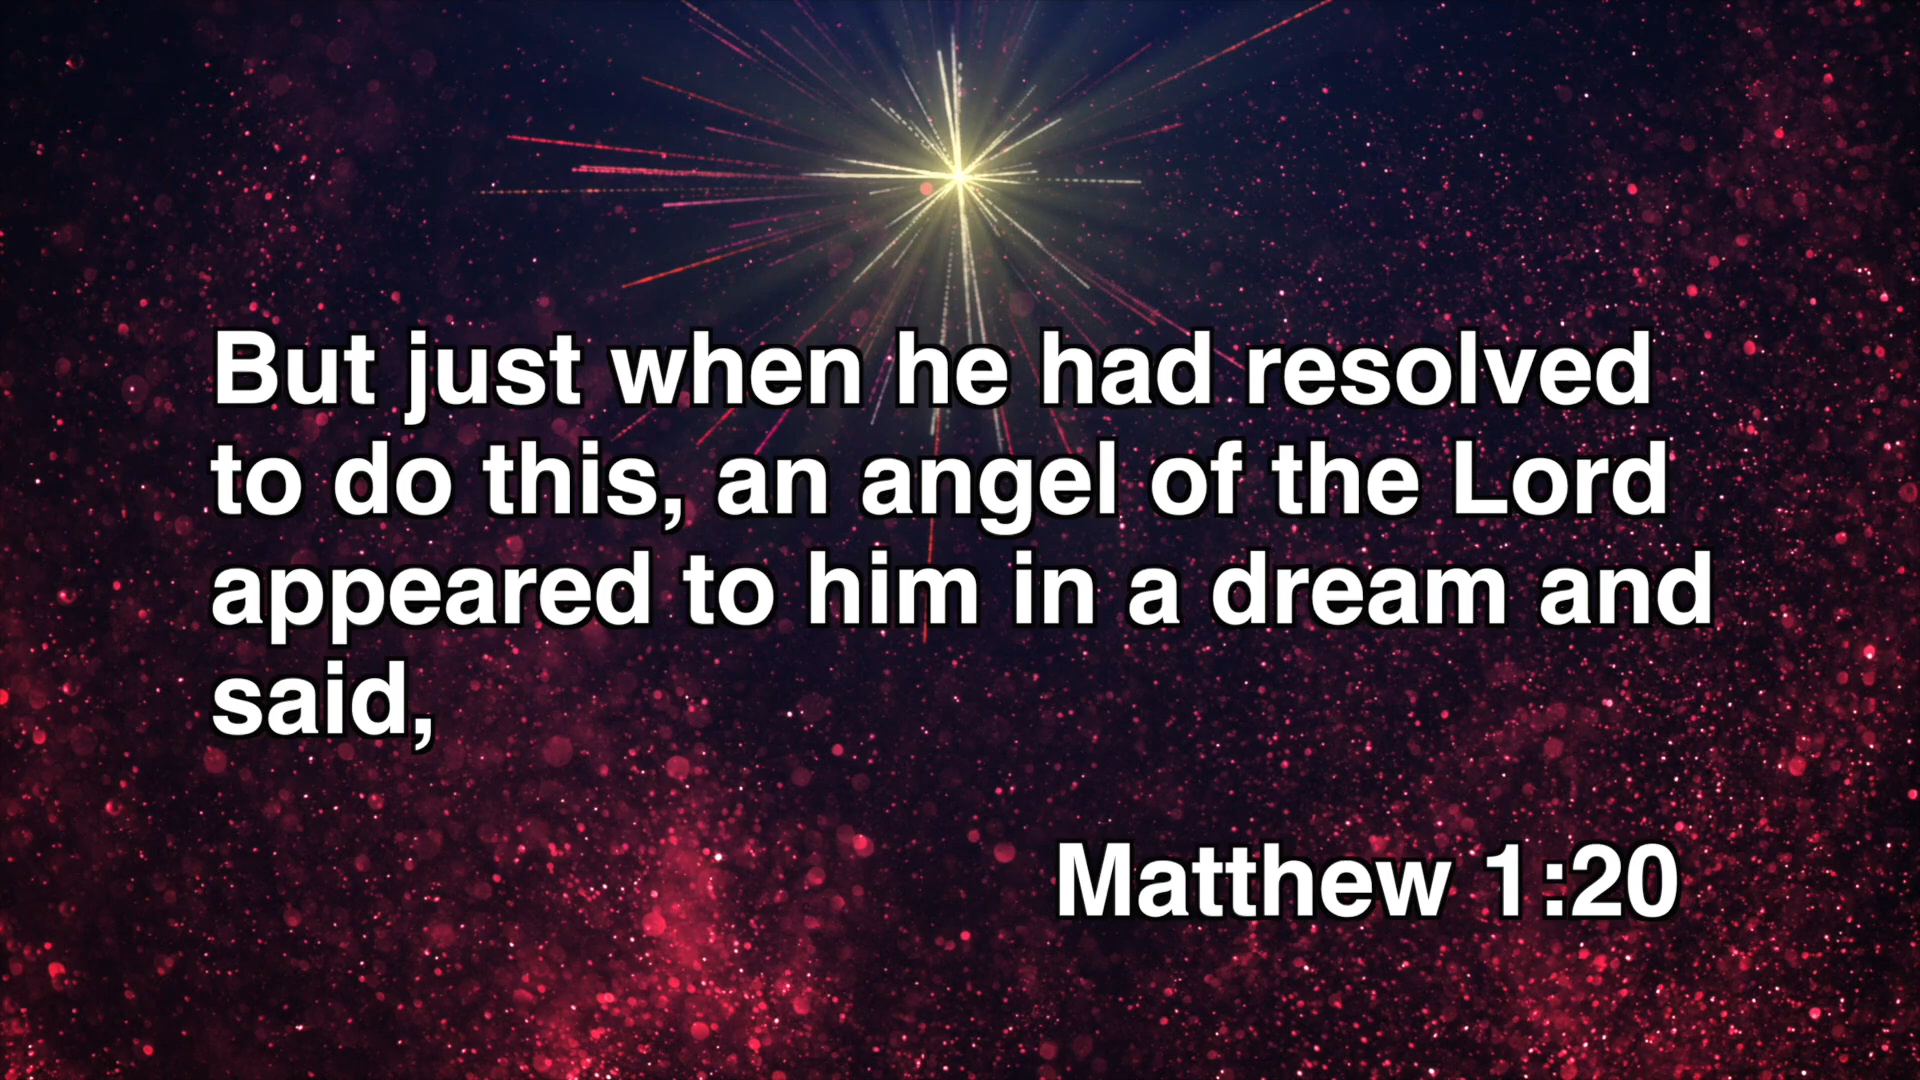 But just when he had resolved
to do this, an angel of the Lord
appeared to him in a dream and
said,
Matthew 1:20